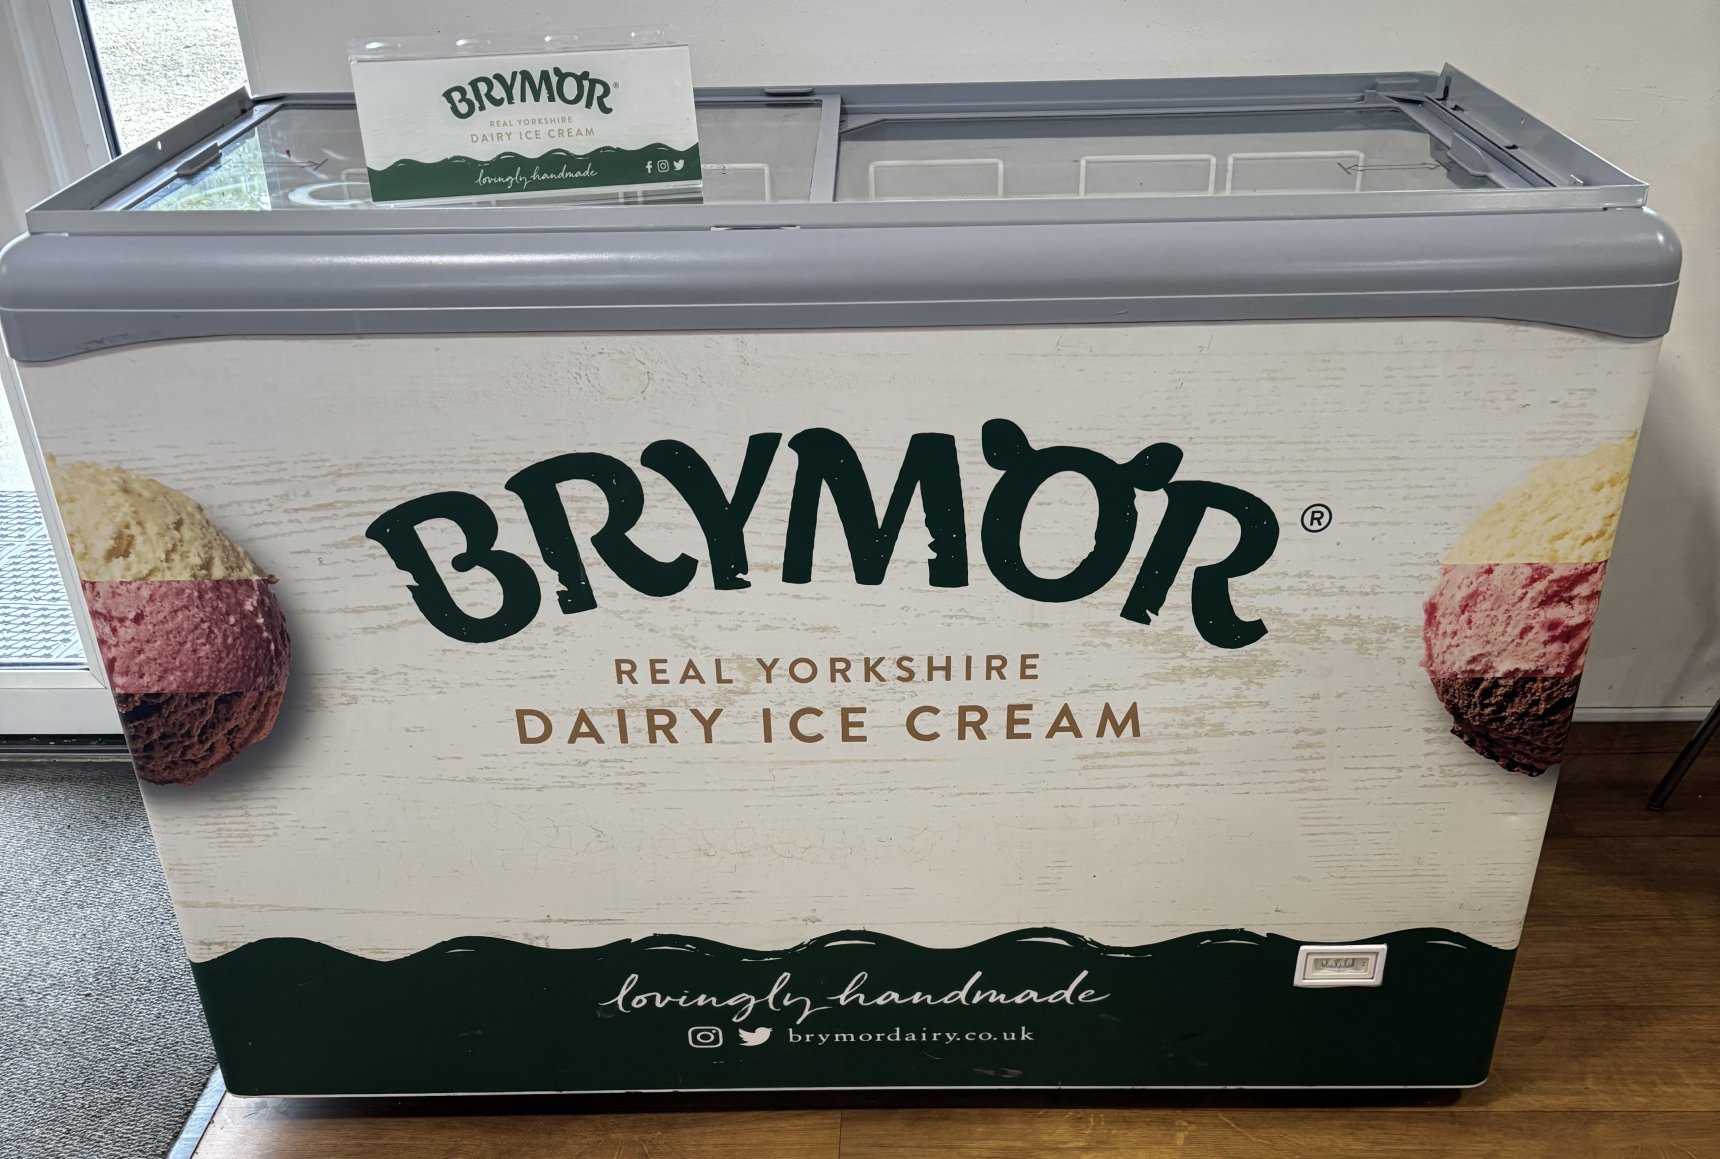 BRYMOR®
REAL YORKSHIRE
DAIRY ICE CREAM
lovingly handmade
BRYMOR®
REAL YORKSHIRE
DAIRY ICE CREAM
lovingly handmade
brymordairy.co.uk